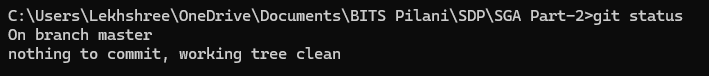 C:\Users\Lekhshree\OneDrive\Documents\BITS Pilani\SDP\SGA Part-2>git status
On branch master
nothing to commit, working tree clean